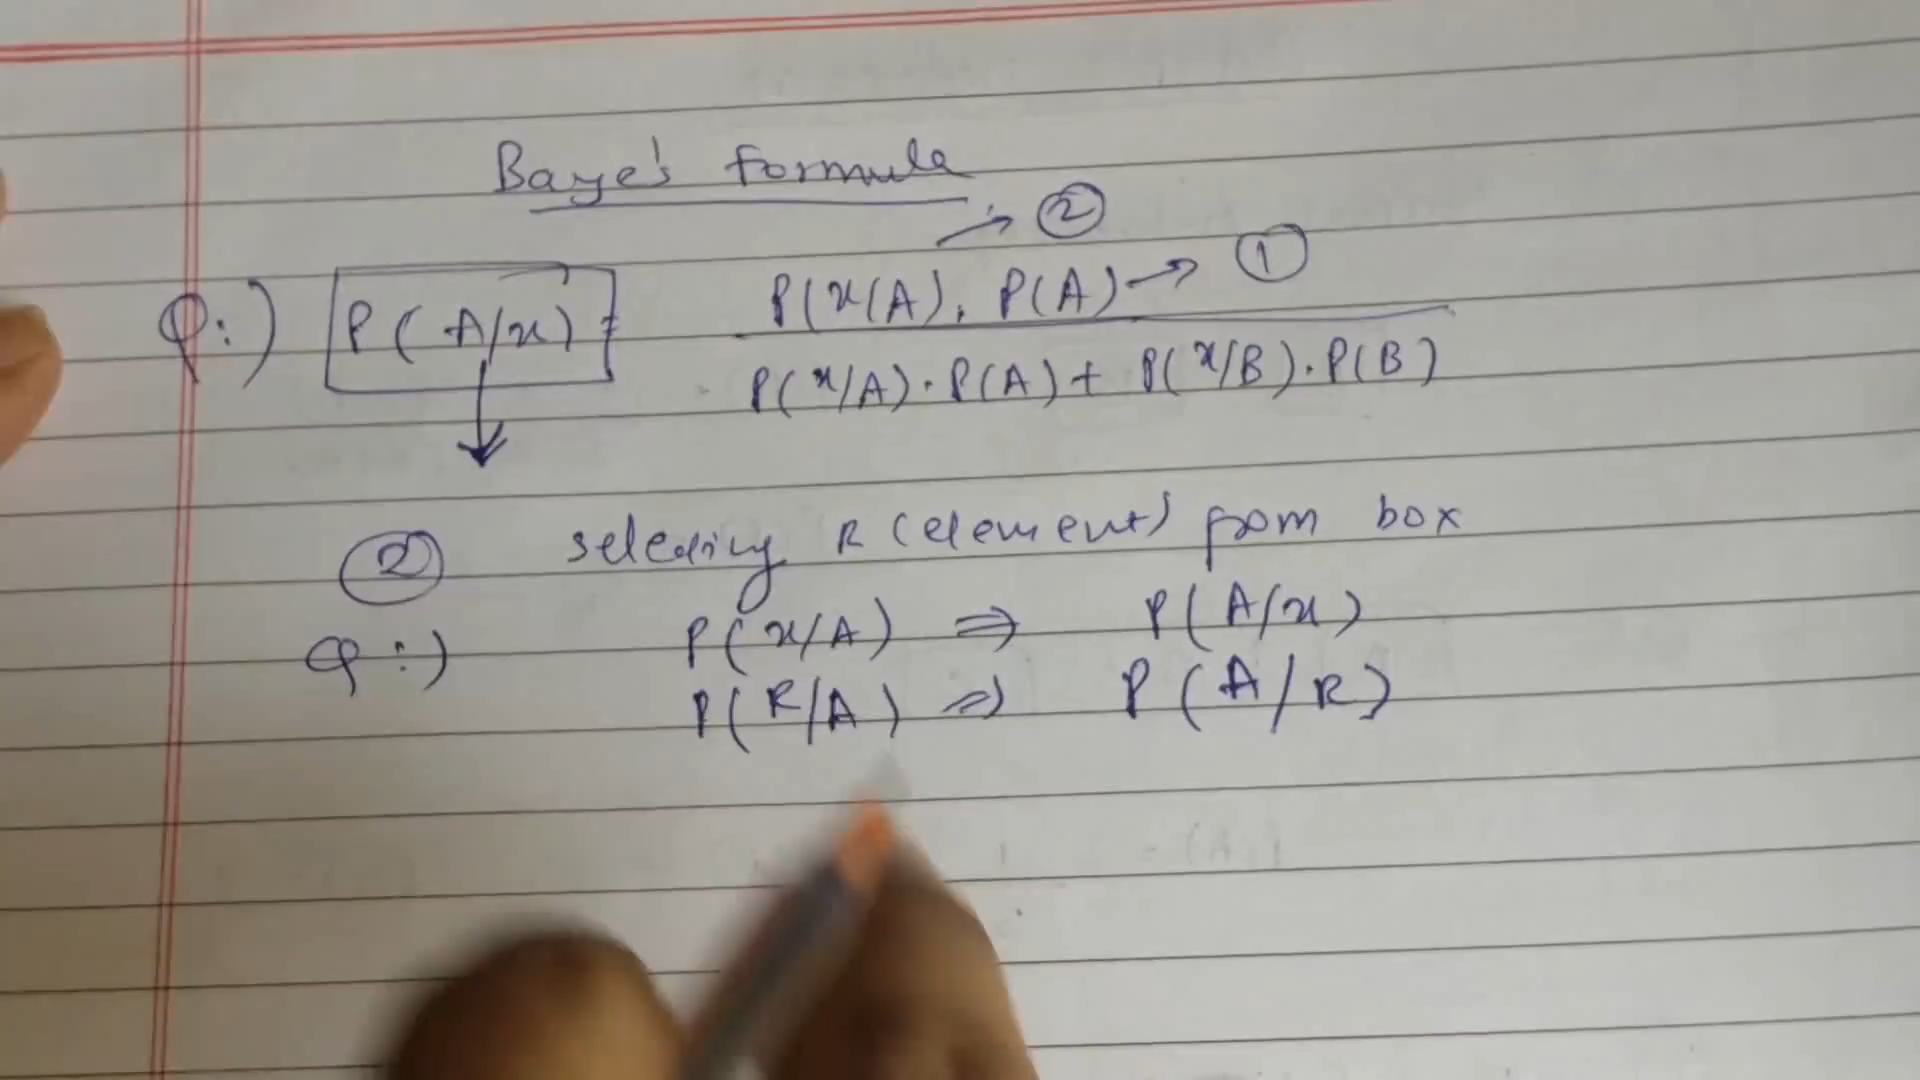 Baye's formula
→ ②
Q:) P(A/x) = P(x/A). P(A) → ①
P(x/A). P(A) + P(x/B). P(B)
② selecting R (element) from box
Q:) P(x/A) ⇒ P(A/x)
P(R/A) ⇒ P(A/R)